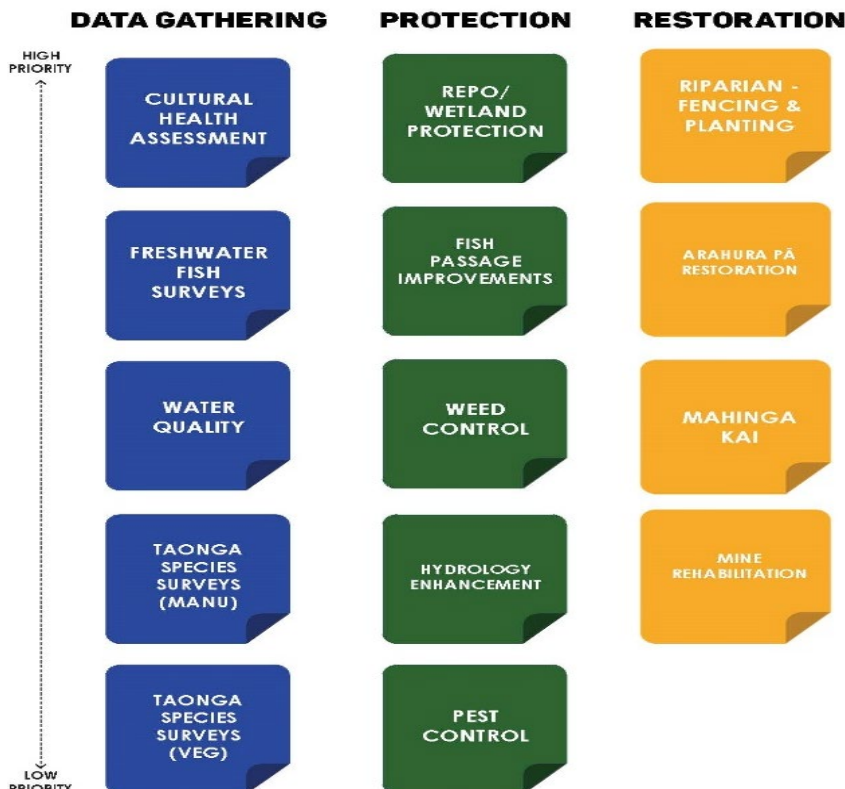 DATA GATHERING
PROTECTION
RESTORATION
HIGH
PRIORITY
CULTURAL
HEALTH
ASSESSMENT
REPO/
WETLAND
PROTECTION
RIPARIAN -
FENCING &
PLANTING
FRESHWATER
FISH
SURVEYS
FISH
PASSAGE
IMPROVEMENTS
ARAHURA PĀ
RESTORATION
WATER
QUALITY
WEED
CONTROL
MAHINGA
KAI
TAONGA
SPECIES
SURVEYS
(MANU)
HYDROLOGY
ENHANCEMENT
MINE
REHABILITATION
TAONGA
SPECIES
SURVEYS
(VEG)
PEST
CONTROL
LOW
PRIORITY